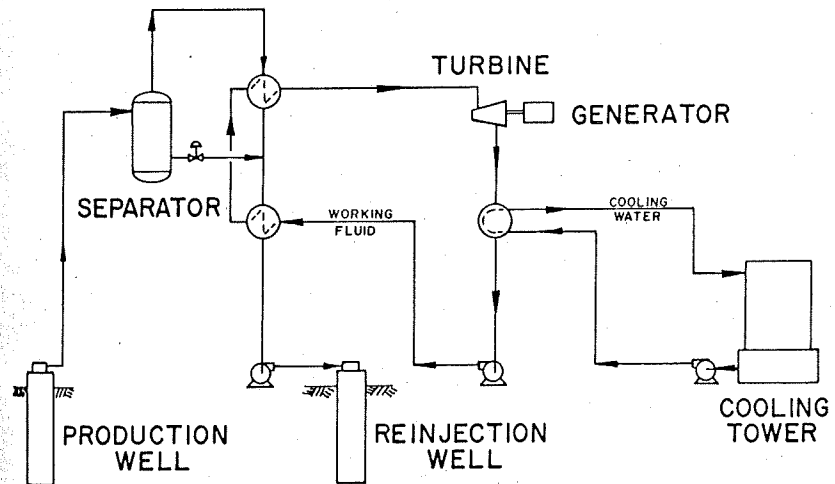 TURBINE
GENERATOR
SEPARATOR
WORKING
FLUID
COOLING
WATER
PRODUCTION
WELL
REINJECTION
WELL
COOLING
TOWER